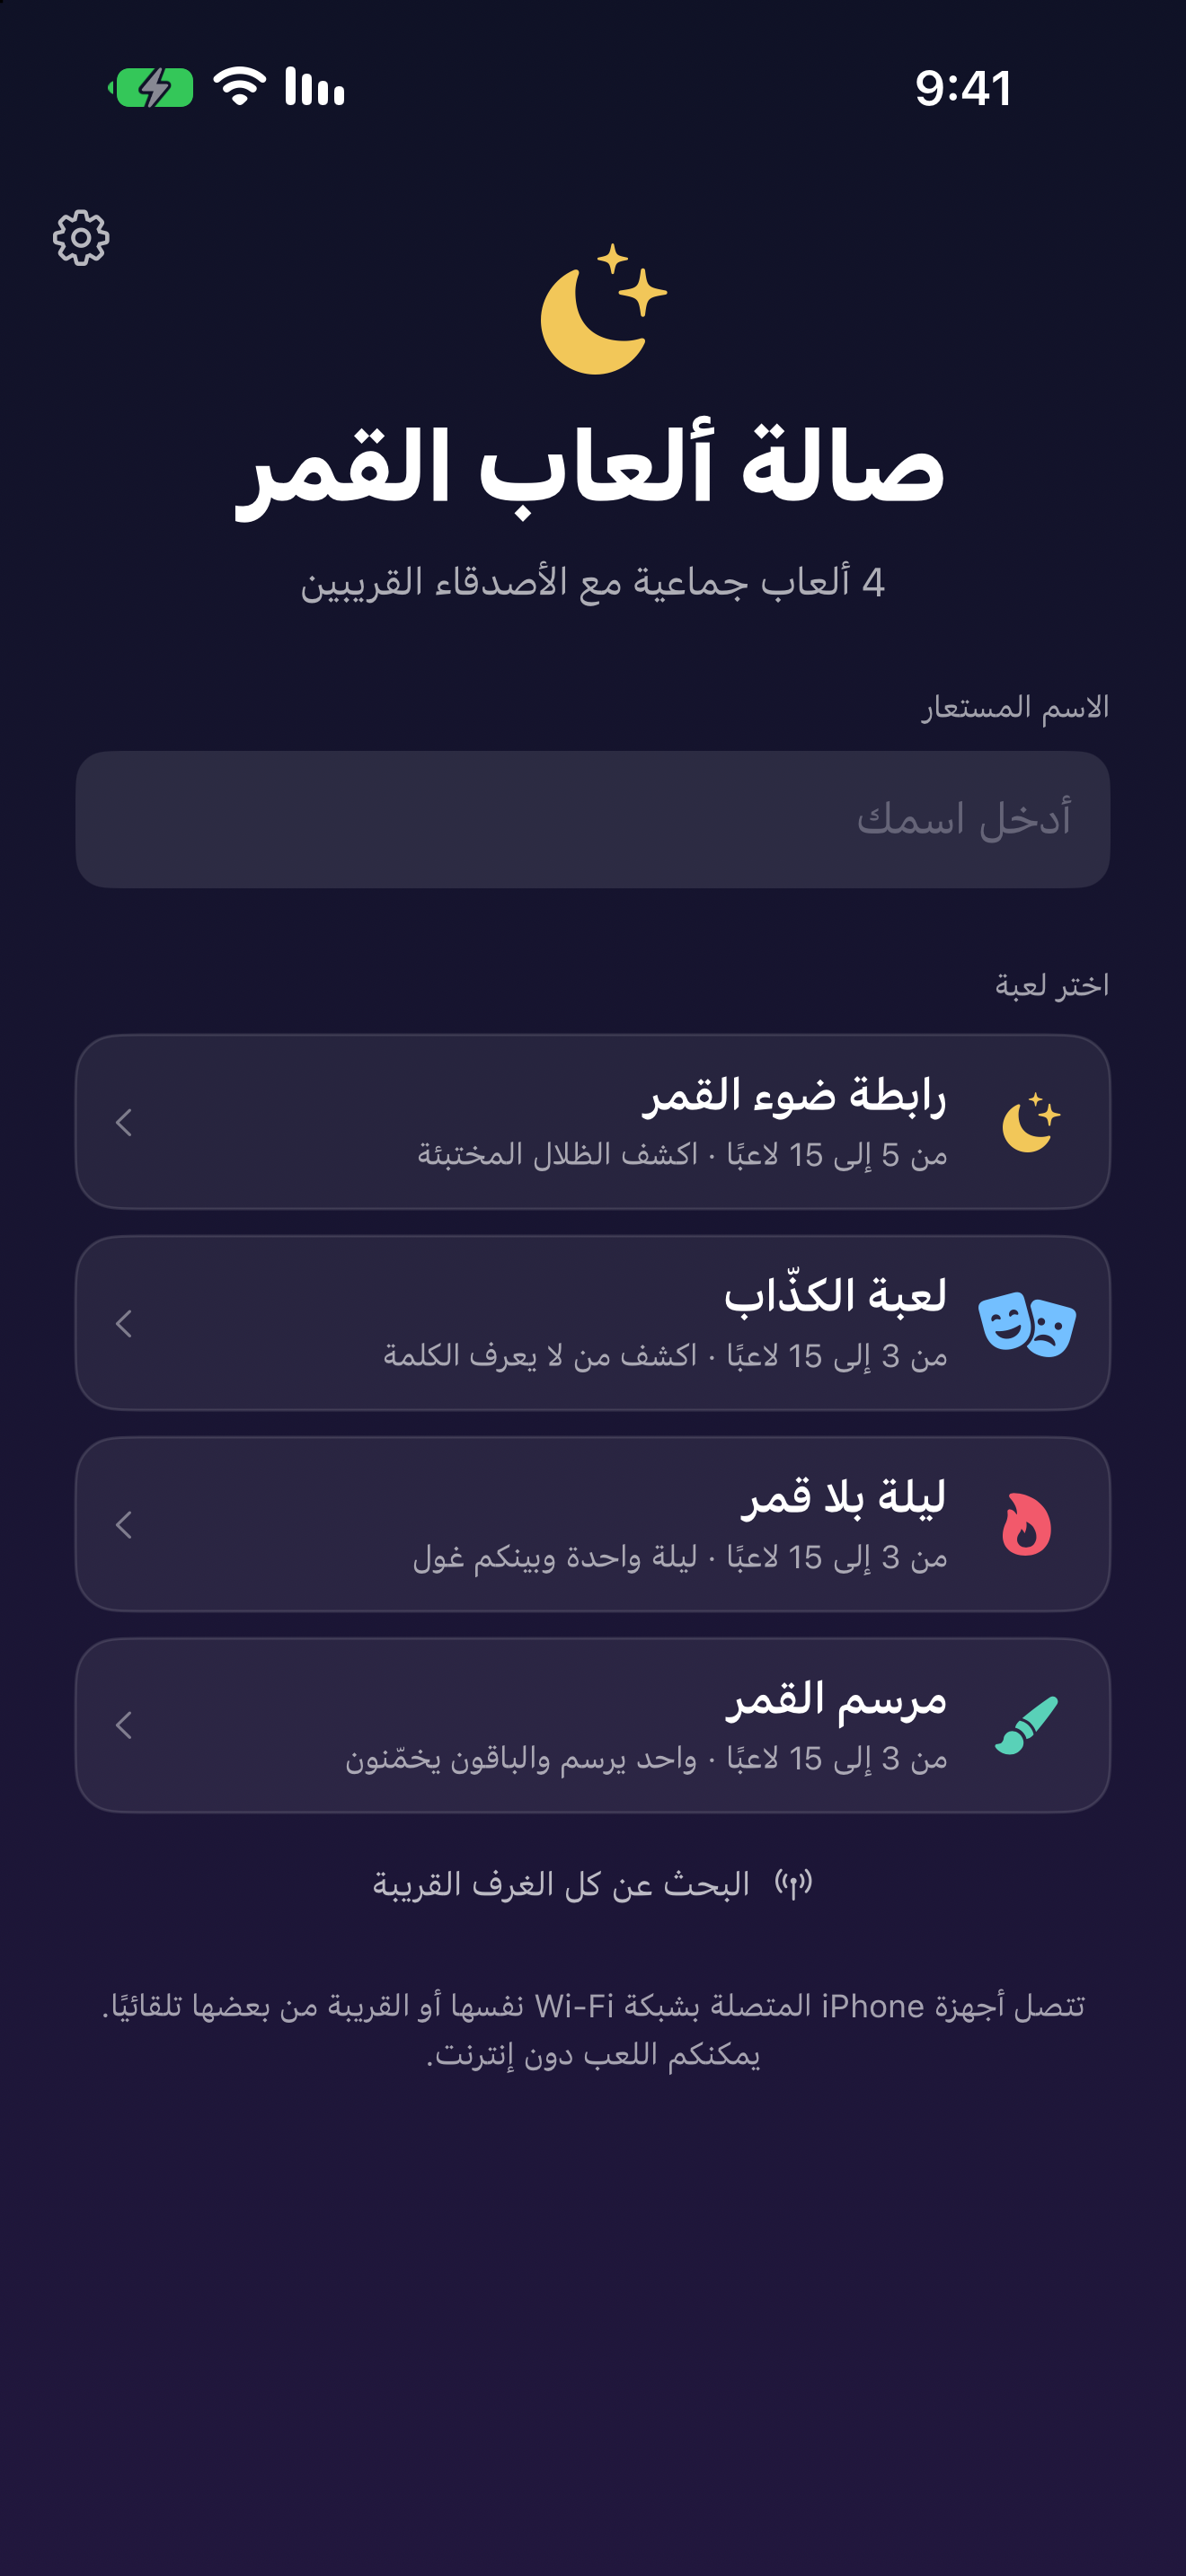 9:41
صالة ألعاب القمر
4 ألعاب جماعية مع الأصدقاء القريبين
الاسم المستعار
أدخل اسمك
اختر لعبة
رابطة ضوء القمر
من 5 إلى 15 لاعبًا · اكشف الظلال المختبئة
لعبة الكذّاب
من 3 إلى 15 لاعبًا · اكشف من لا يعرف الكلمة
ليلة بلا قمر
من 3 إلى 15 لاعبًا · ليلة واحدة وبينكم غول
مرسم القمر
من 3 إلى 15 لاعبًا · واحد يرسم والباقون يخمّنون
البحث عن كل الغرف القريبة
تتصل أجهزة iPhone المتصلة بشبكة Wi-Fi نفسها أو القريبة من بعضها تلقائيًا.
يمكنكم اللعب دون إنترنت.